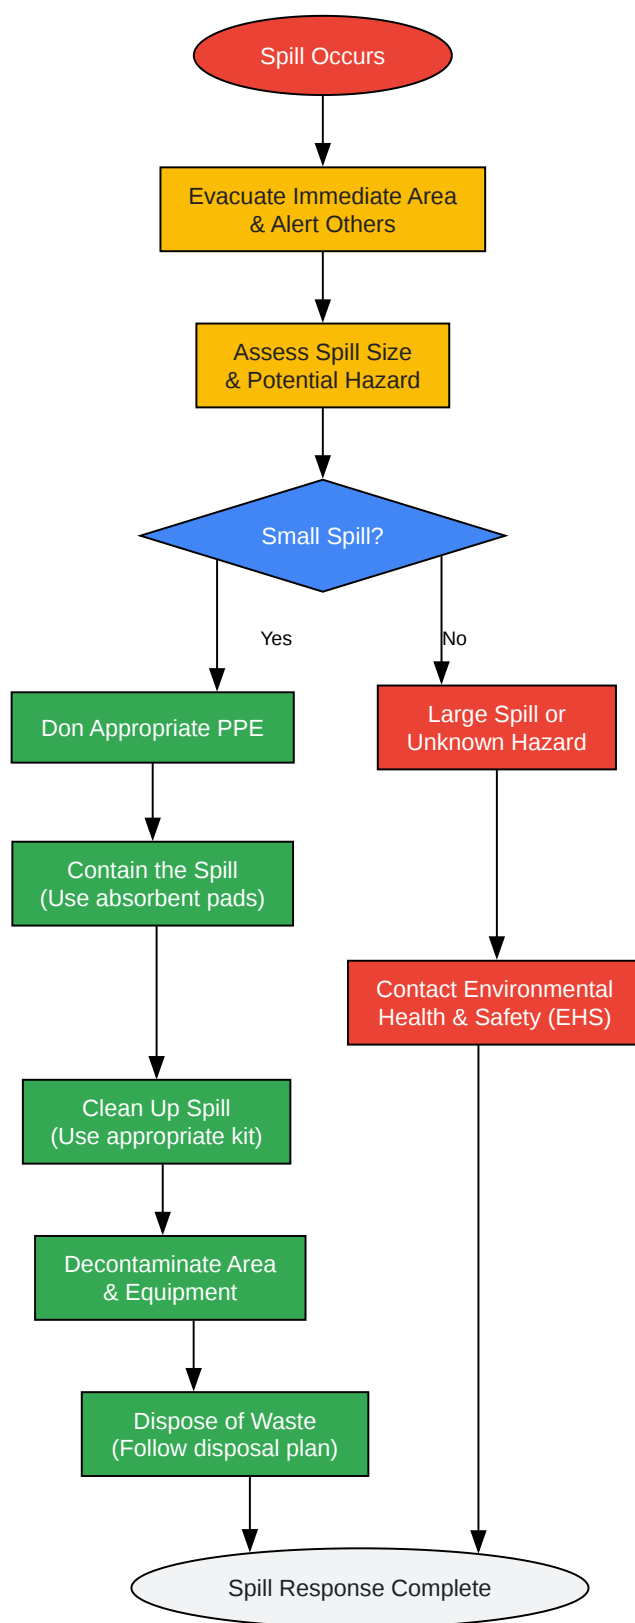 Spill Occurs
Evacuate Immediate Area
& Alert Others
Assess Spill Size
& Potential Hazard
Small Spill?
Yes
No
Don Appropriate PPE
Large Spill or
Unknown Hazard
Contain the Spill
(Use absorbent pads)
Contact Environmental
Health & Safety (EHS)
Clean Up Spill
(Use appropriate kit)
Decontaminate Area
& Equipment
Dispose of Waste
(Follow disposal plan)
Spill Response Complete